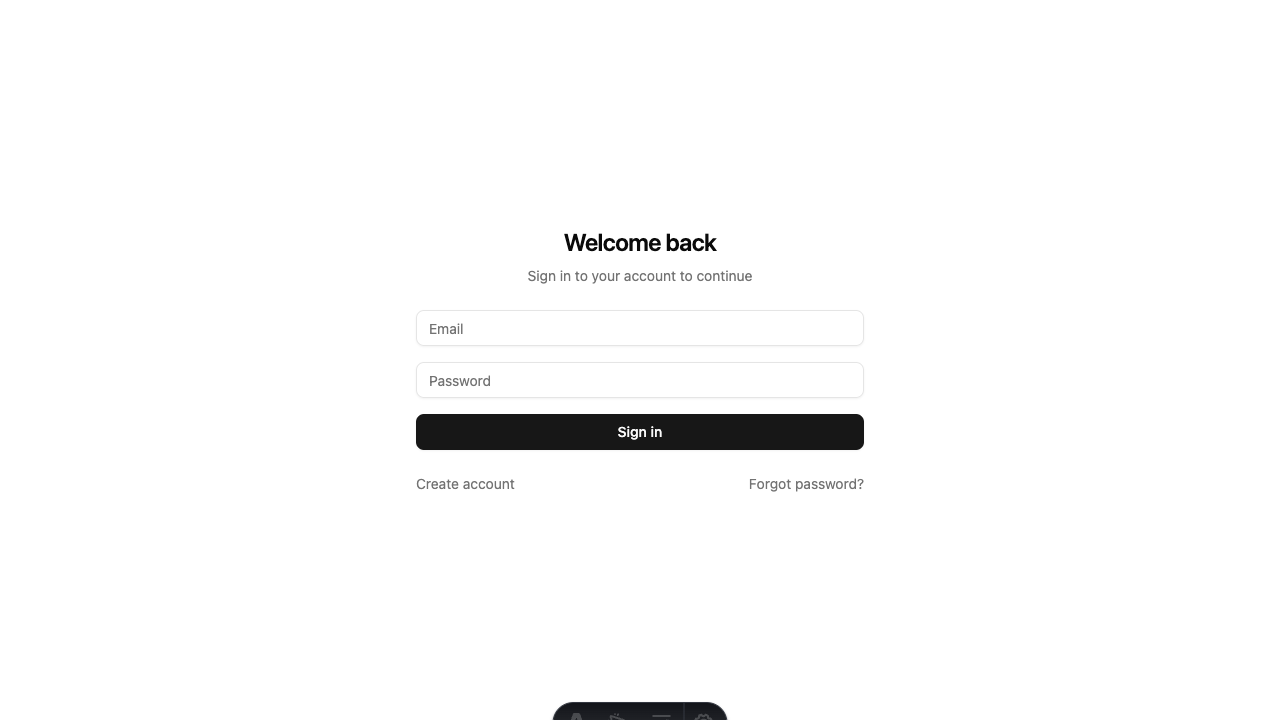 Welcome back
Sign in to your account to continue
Email
Password
Sign in
Create account
Forgot password?